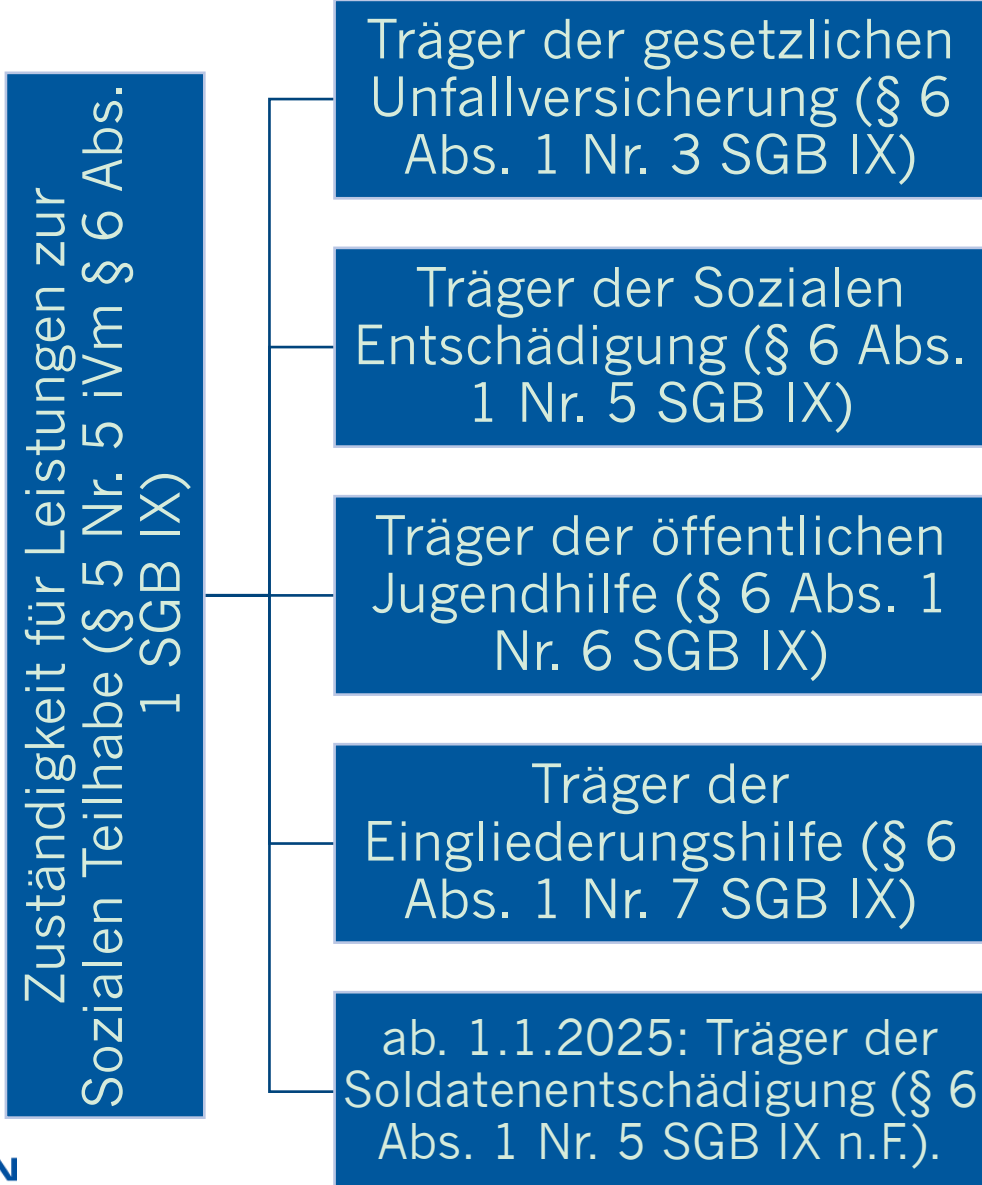 Zuständigkeit für Leistungen zur
Sozialen Teilhabe (§ 5 Nr. 5 iVm § 6 Abs.
1 SGB IX)
Träger der gesetzlichen
Unfallversicherung (§ 6
Abs. 1 Nr. 3 SGB IX)
Träger der Sozialen
Entschädigung (§ 6 Abs.
1 Nr. 5 SGB IX)
Träger der öffentlichen
Jugendhilfe (§ 6 Abs. 1
Nr. 6 SGB IX)
Träger der
Eingliederungshilfe (§ 6
Abs. 1 Nr. 7 SGB IX)
ab. 1.1.2025: Träger der
Soldatenentschädigung (§ 6
Abs. 1 Nr. 5 SGB IX n.F.).